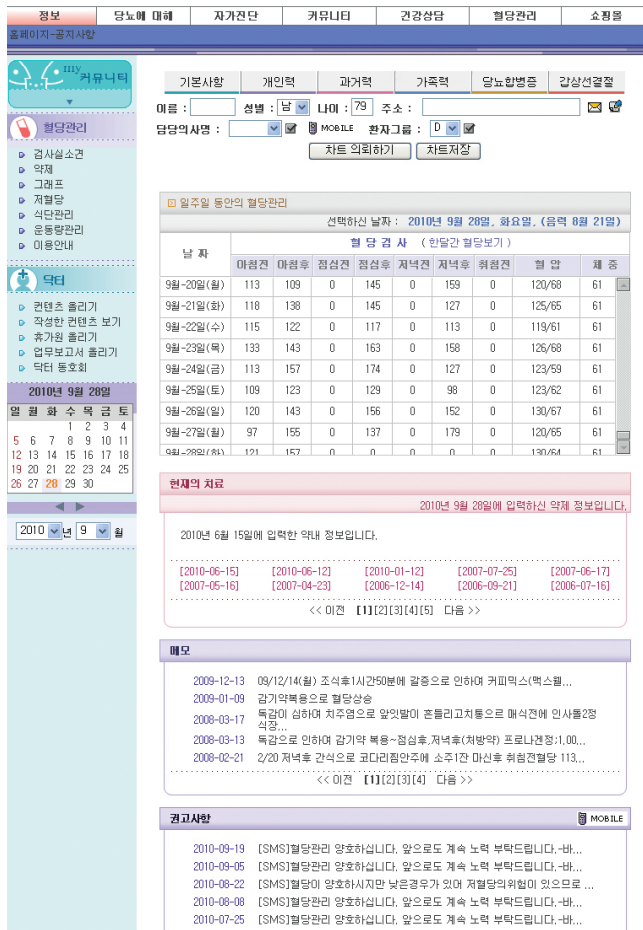 정보 당뇨에 대해 자가진단 커뮤니티 건강상담 혈당관리 쇼핑몰
홈페이지-공지사항
my커뮤니티
기본사항 개인력 과거력 가족력 당뇨합병증 갑상선결절
이름 : 성별 : 남 나이 : 79 주소 :
담당의사명 : MOBILE 환자그룹 : D
차트 의뢰하기 차트저장
혈당관리
검사실소견
약제
그래프
저혈당
식단관리
운동량관리
이용안내
닥터
컨텐츠 올리기
작성한 컨텐츠 보기
휴가원 올리기
업무보고서 올리기
닥터 동호회
2010년 9월 28일
일 월 화 수 목 금 토
1 2 3 4
5 6 7 8 9 10 11
12 13 14 15 16 17 18
19 20 21 22 23 24 25
26 27 28 29 30
2010 년 9 월
일주일 동안의 혈당관리
선택하신 날짜 : 2010년 9월 28일, 화요일, (음력 8월 21일)
날 짜 혈 당 검 사 ( 한달간 혈당보기 )
아침전 아침후 점심전 점심후 저녁전 저녁후 취침전 혈 압 체 중
9월-20일(월) 113 109 0 145 0 159 0 120/68 61
9월-21일(화) 118 138 0 145 0 127 0 125/65 61
9월-22일(수) 115 122 0 117 0 113 0 119/61 61
9월-23일(목) 133 143 0 163 0 158 0 126/68 61
9월-24일(금) 113 157 0 174 0 127 0 123/59 61
9월-25일(토) 109 123 0 129 0 98 0 123/62 61
9월-26일(일) 120 143 0 156 0 152 0 130/67 61
9월-27일(월) 97 155 0 137 0 179 0 120/65 61
9월-28일(화) 121 157 0 0 0 0 0 130/64 61
현재의 치료
2010년 9월 28일에 입력하신 약제 정보입니다.
2010년 6월 15일에 입력한 약내 정보입니다.
[2010-06-15] [2010-06-12] [2010-01-12] [2007-07-25] [2007-06-17]
[2007-05-16] [2007-04-23] [2006-12-14] [2006-09-21] [2006-07-16]
<< 이전 [1][2][3][4][5] 다음 >>
메모
2009-12-13 09/12/14(월) 조석후1시간50분에 갈증으로 인하여 커피믹스(맥스웰...
2009-01-09 감기약복용으로 혈당상승
2008-03-17 독감이 심하여 치주염으로 앞잇발이 흔들리고치통으르 매식전에 인사돌2정
식장...
2008-03-13 독감으로 인하여 감기약 복용~점심후,저녁후(처방약) 프로나겐정;1,00...
2008-02-21 2/20 저녁후 간식으로 코다리찜안주에 소주1잔 마신후 취침전혈당 113...
<< 이전 [1][2][3][4] 다음 >>
권고사항 MOBILE
2010-09-19 [SMS]혈당관리 양호하십니다. 앞으로도 계속 노력 부탁드립니다.-바...
2010-09-05 [SMS]혈당관리 양호하십니다. 앞으로도 계속 노력 부탁드립니다.-바...
2010-08-22 [SMS]혈당이 양호하시지만 낮은경우가 있어 저혈당의위험이 있으므로 ...
2010-08-08 [SMS]혈당관리 양호하십니다. 앞으로도 계속 노력 부탁드립니다.-바...
2010-07-25 [SMS]혈당관리 양호하십니다. 앞으로도 계속 노력 부탁드립니다.-바...